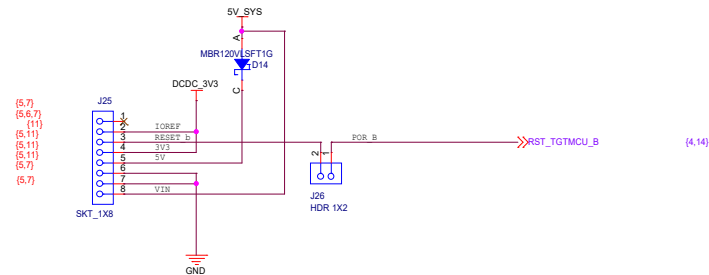 5V_SYS
A
MBR120VLSFT1G
D14
DCDC_3V3
C
J25
{5,7}
{5,6,7}
{11}
{5,11}
{5,11}
{5,11}
{5,7}
{5,7}
1
2 IOREF
3 RESET_b
4 3V3
5 5V
6
7
8 VIN
SKT_1X8
POR_B
RST_TGTMCU_B
{4,14}
2 1
J26
HDR 1X2
GND